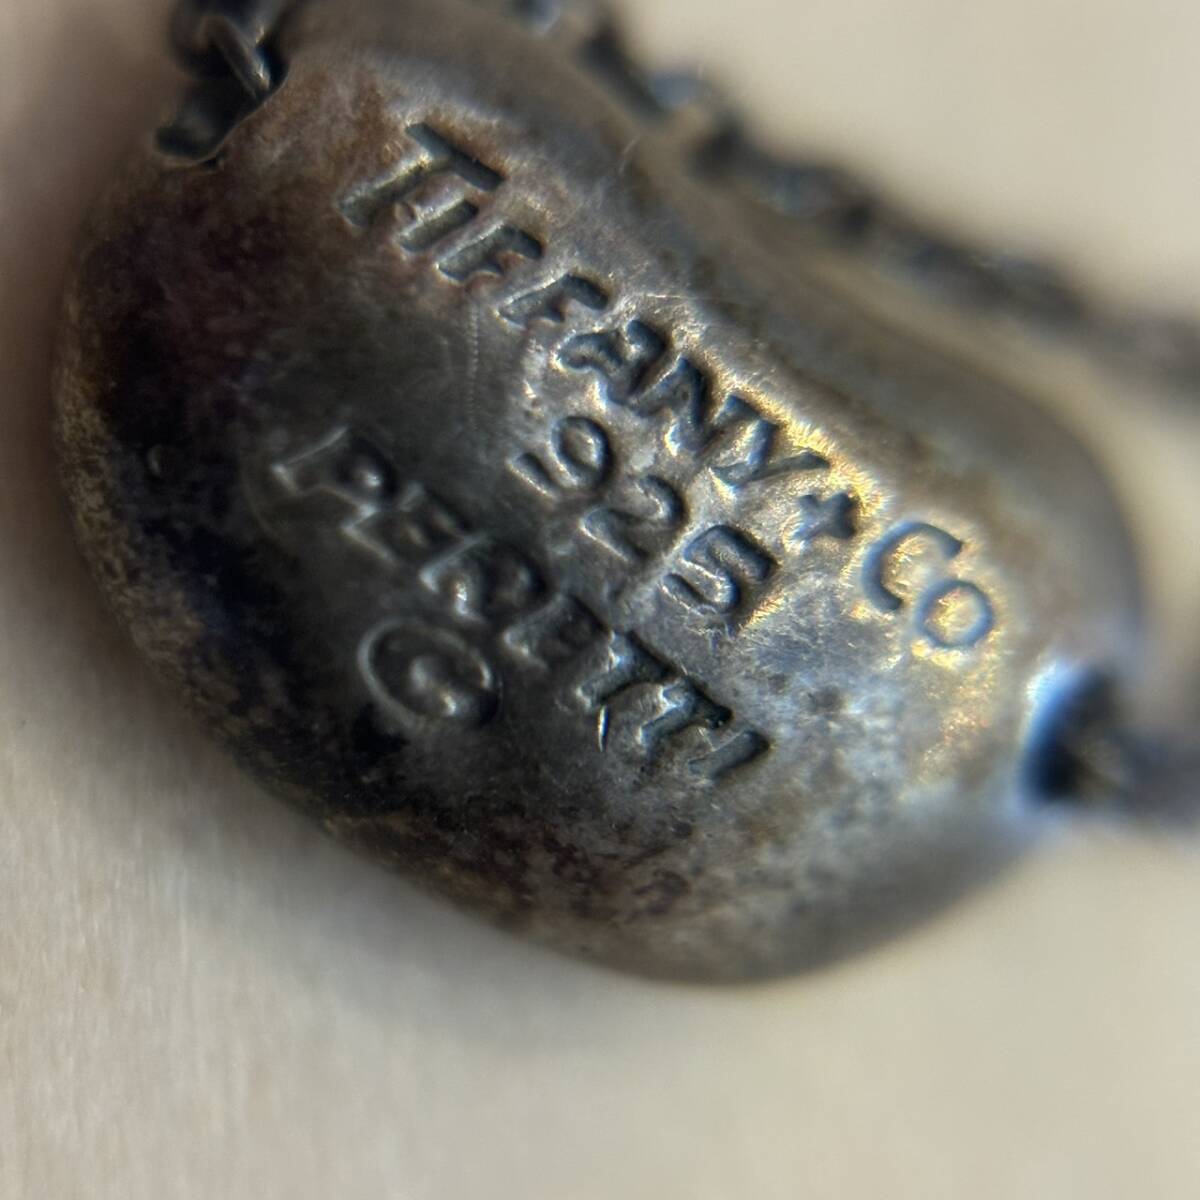 TIFFANY + CO
925
PERETTI
©